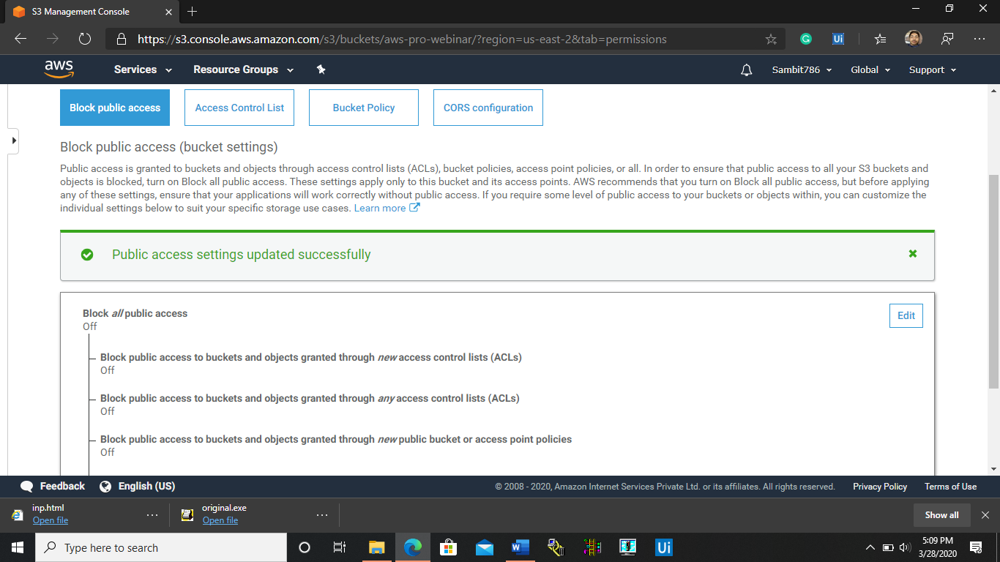 S3 Management Console
https://s3.console.aws.amazon.com/s3/buckets/aws-pro-webinar/?region=us-east-2&tab=permissions
G
Ui
aws
Services
Resource Groups
Sambit786
Global
Support
Block public access
Access Control List
Bucket Policy
CORS configuration
Block public access (bucket settings)
Public access is granted to buckets and objects through access control lists (ACLs), bucket policies, access point policies, or all. In order to ensure that public access to all your S3 buckets and
objects is blocked, turn on Block all public access. These settings apply only to this bucket and its access points. AWS recommends that you turn on Block all public access, but before applying
any of these settings, ensure that your applications will work correctly without public access. If you require some level of public access to your buckets or objects within, you can customize the
individual settings below to suit your specific storage use cases. Learn more
Public access settings updated successfully
Block all public access
Off
Edit
Block public access to buckets and objects granted through new access control lists (ACLs)
Off
Block public access to buckets and objects granted through any access control lists (ACLs)
Off
Block public access to buckets and objects granted through new public bucket or access point policies
Off
Feedback
English (US)
© 2008 - 2020, Amazon Internet Services Private Ltd. or its affiliates. All rights reserved.
Privacy Policy
Terms of Use
inp.html
Open file
original.exe
Open file
Show all
Type here to search
W
Ui
5:09 PM
3/28/2020